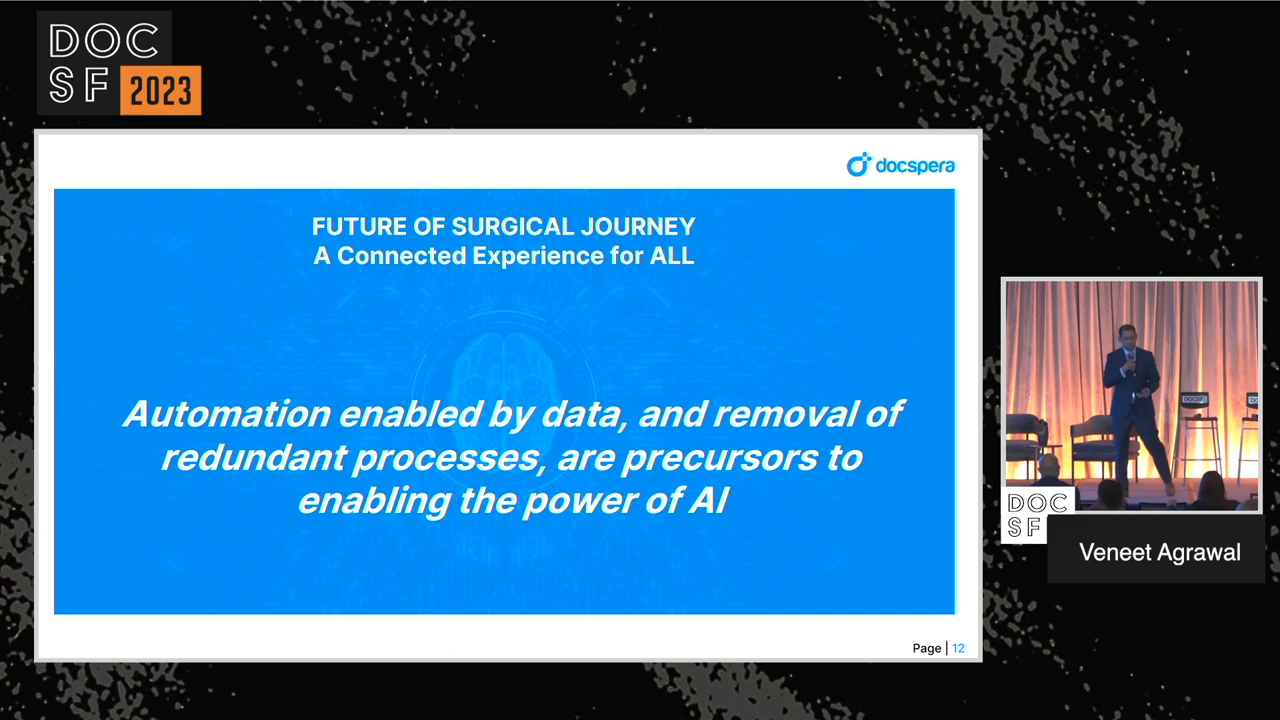 DOC
SF 2023
docspera
FUTURE OF SURGICAL JOURNEY
A Connected Experience for ALL
Automation enabled by data, and removal of
redundant processes, are precursors to
enabling the power of AI
Page | 12
DOCSF
DOC
SF
Veneet Agrawal